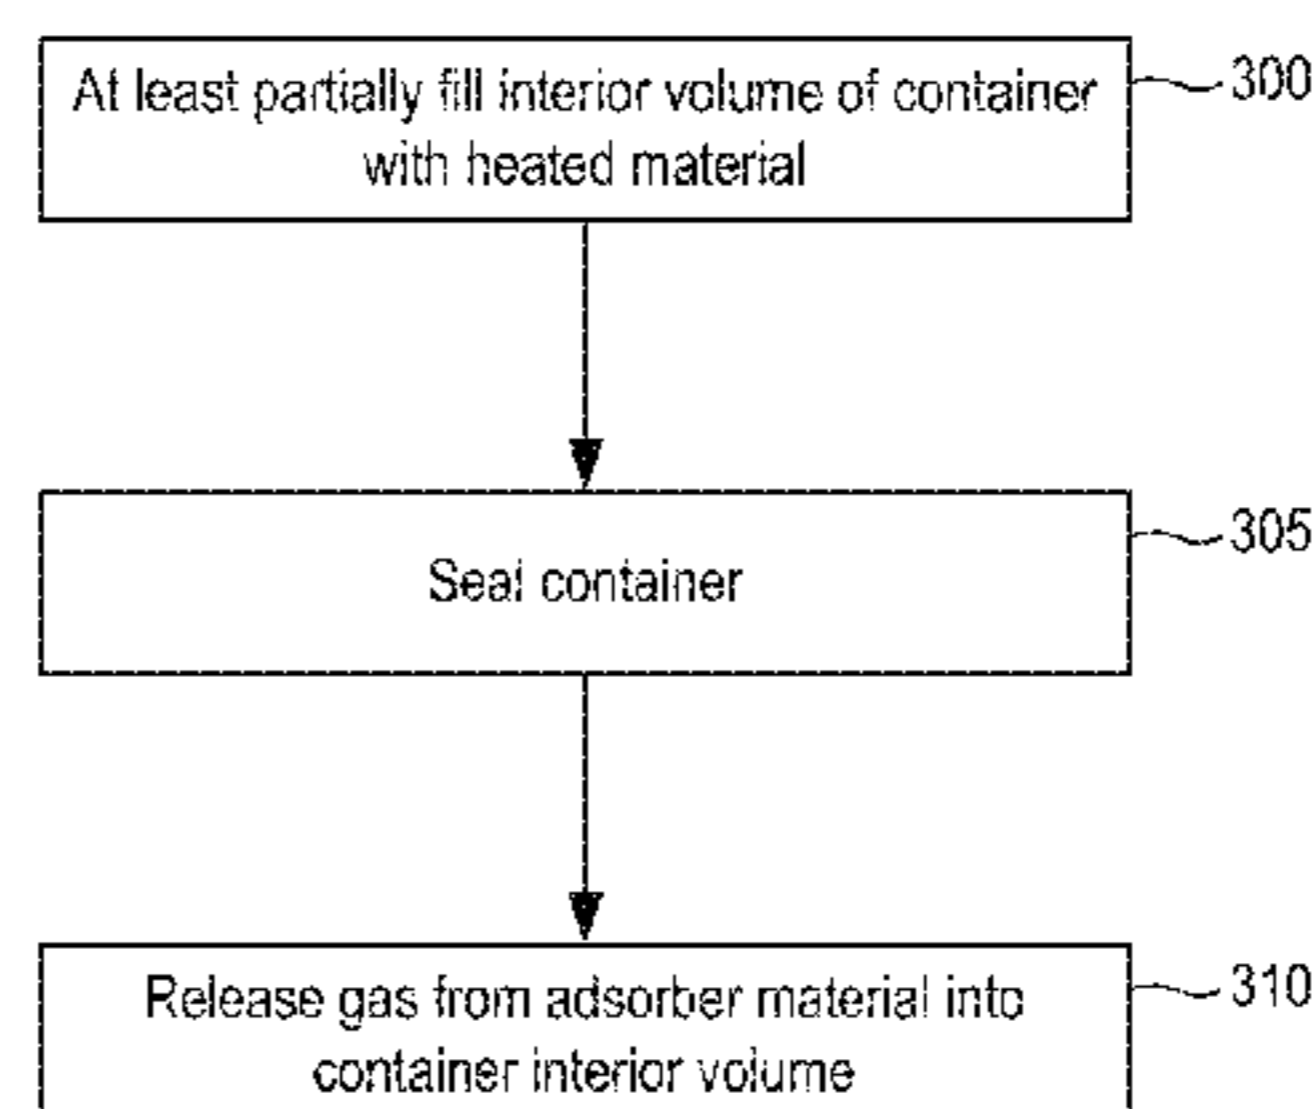 At least partially fill interior volume of container
with heated material
300
Seal container
305
Release gas from adsorber material into
container interior volume
310